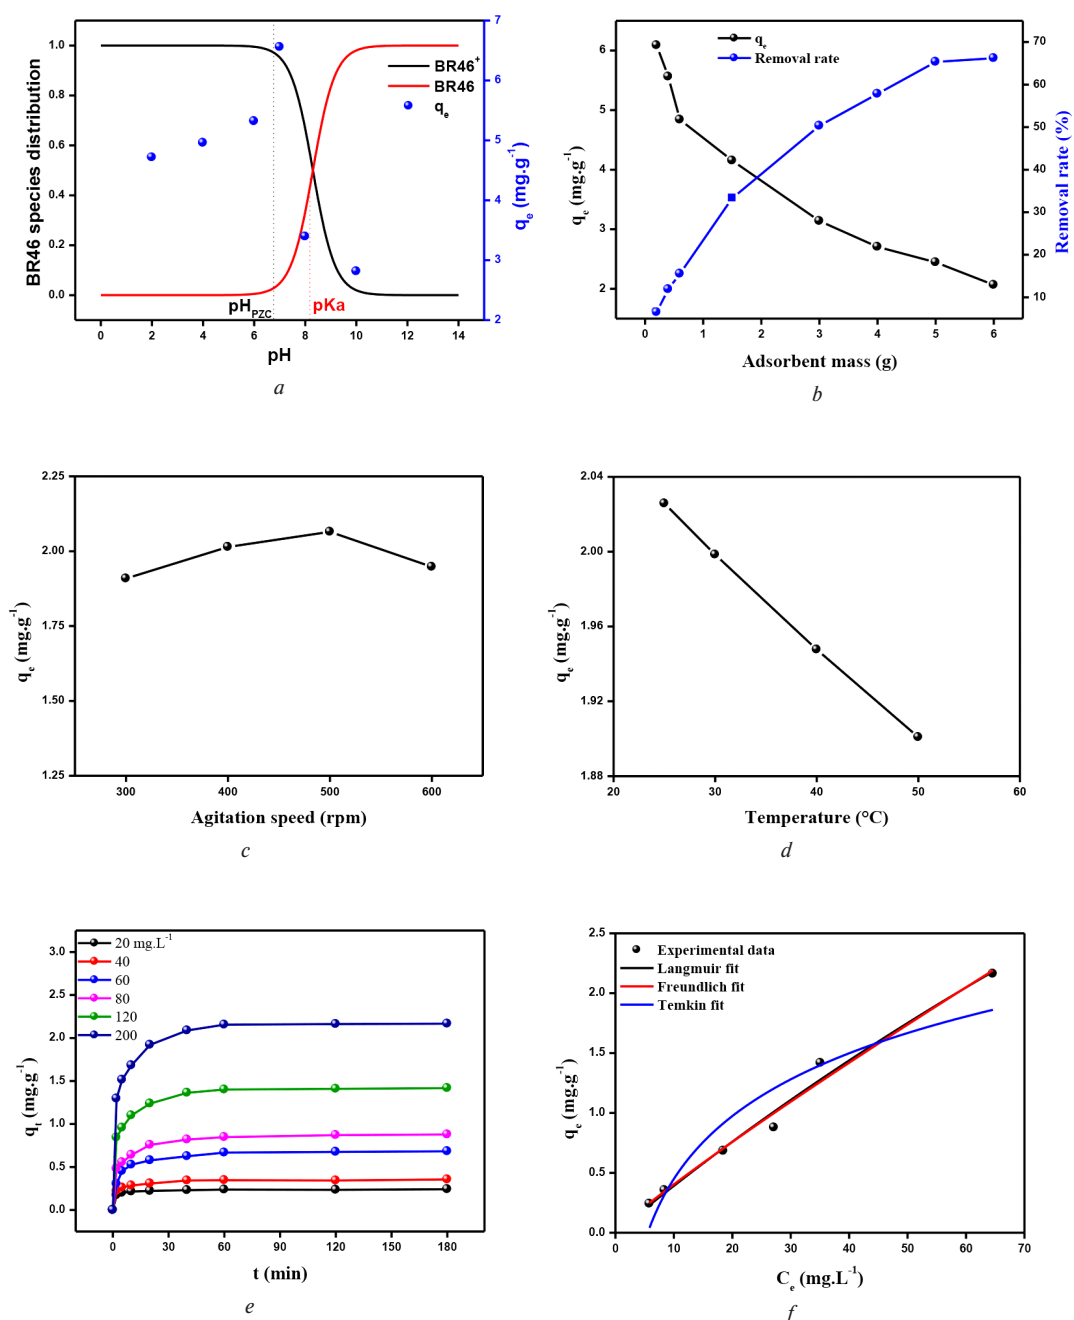 BR46 species distribution
1.0
0.8
0.6
0.4
0.2
0.0
BR46⁺
BR46
qₑ
pH_PZC
pKa
0 2 4 6 8 10 12 14
pH
7
6
5
4
3
2
qₑ (mg.g⁻¹)
a
qₑ (mg.g⁻¹)
6
5
4
3
2
qₑ
Removal rate
0 1 2 3 4 5 6
Adsorbent mass (g)
70
60
50
40
30
20
10
Removal rate (%)
b
qₑ (mg.g⁻¹)
2.25
2.00
1.75
1.50
1.25
300 400 500 600
Agitation speed (rpm)
c
qₑ (mg.g⁻¹)
2.04
2.00
1.96
1.92
1.88
20 30 40 50 60
Temperature (°C)
d
qₜ (mg.g⁻¹)
3.0
2.5
2.0
1.5
1.0
0.5
0.0
20 mg.L⁻¹
40
60
80
120
200
0 30 60 90 120 150 180
t (min)
e
qₑ (mg.g⁻¹)
2.5
2.0
1.5
1.0
0.5
0.0
Experimental data
Langmuir fit
Freundlich fit
Temkin fit
0 10 20 30 40 50 60 70
Cₑ (mg.L⁻¹)
f